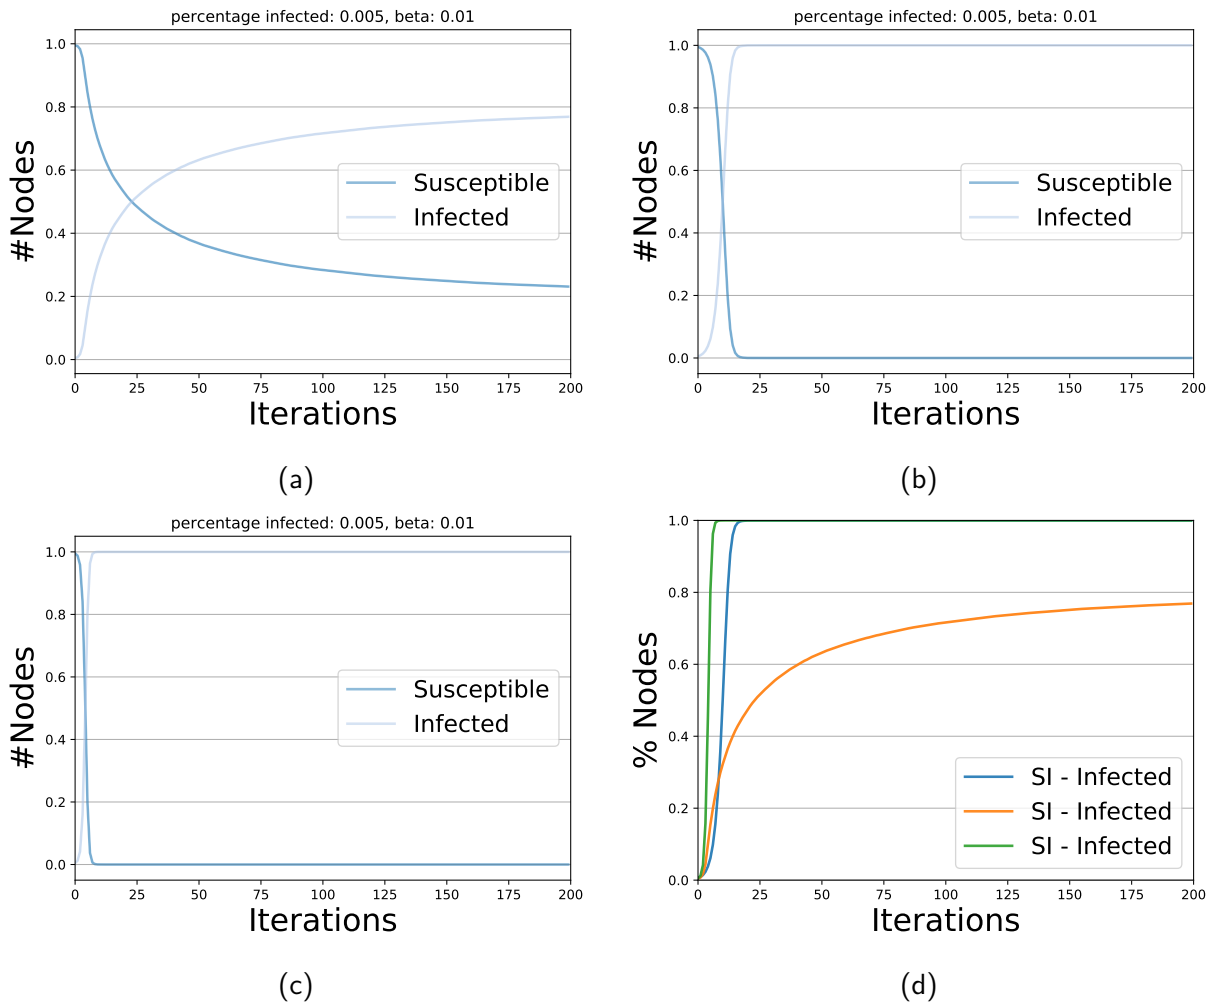 percentage infected: 0.005, beta: 0.01
1.0
0.8
0.6
0.4
0.2
0.0
#Nodes
Susceptible
Infected
0 25 50 75 100 125 150 175 200
Iterations
(a)
percentage infected: 0.005, beta: 0.01
1.0
0.8
0.6
0.4
0.2
0.0
#Nodes
Susceptible
Infected
0 25 50 75 100 125 150 175 200
Iterations
(b)
percentage infected: 0.005, beta: 0.01
1.0
0.8
0.6
0.4
0.2
0.0
#Nodes
Susceptible
Infected
0 25 50 75 100 125 150 175 200
Iterations
(c)
1.0
0.8
0.6
0.4
0.2
0.0
% Nodes
SI - Infected
SI - Infected
SI - Infected
0 25 50 75 100 125 150 175 200
Iterations
(d)